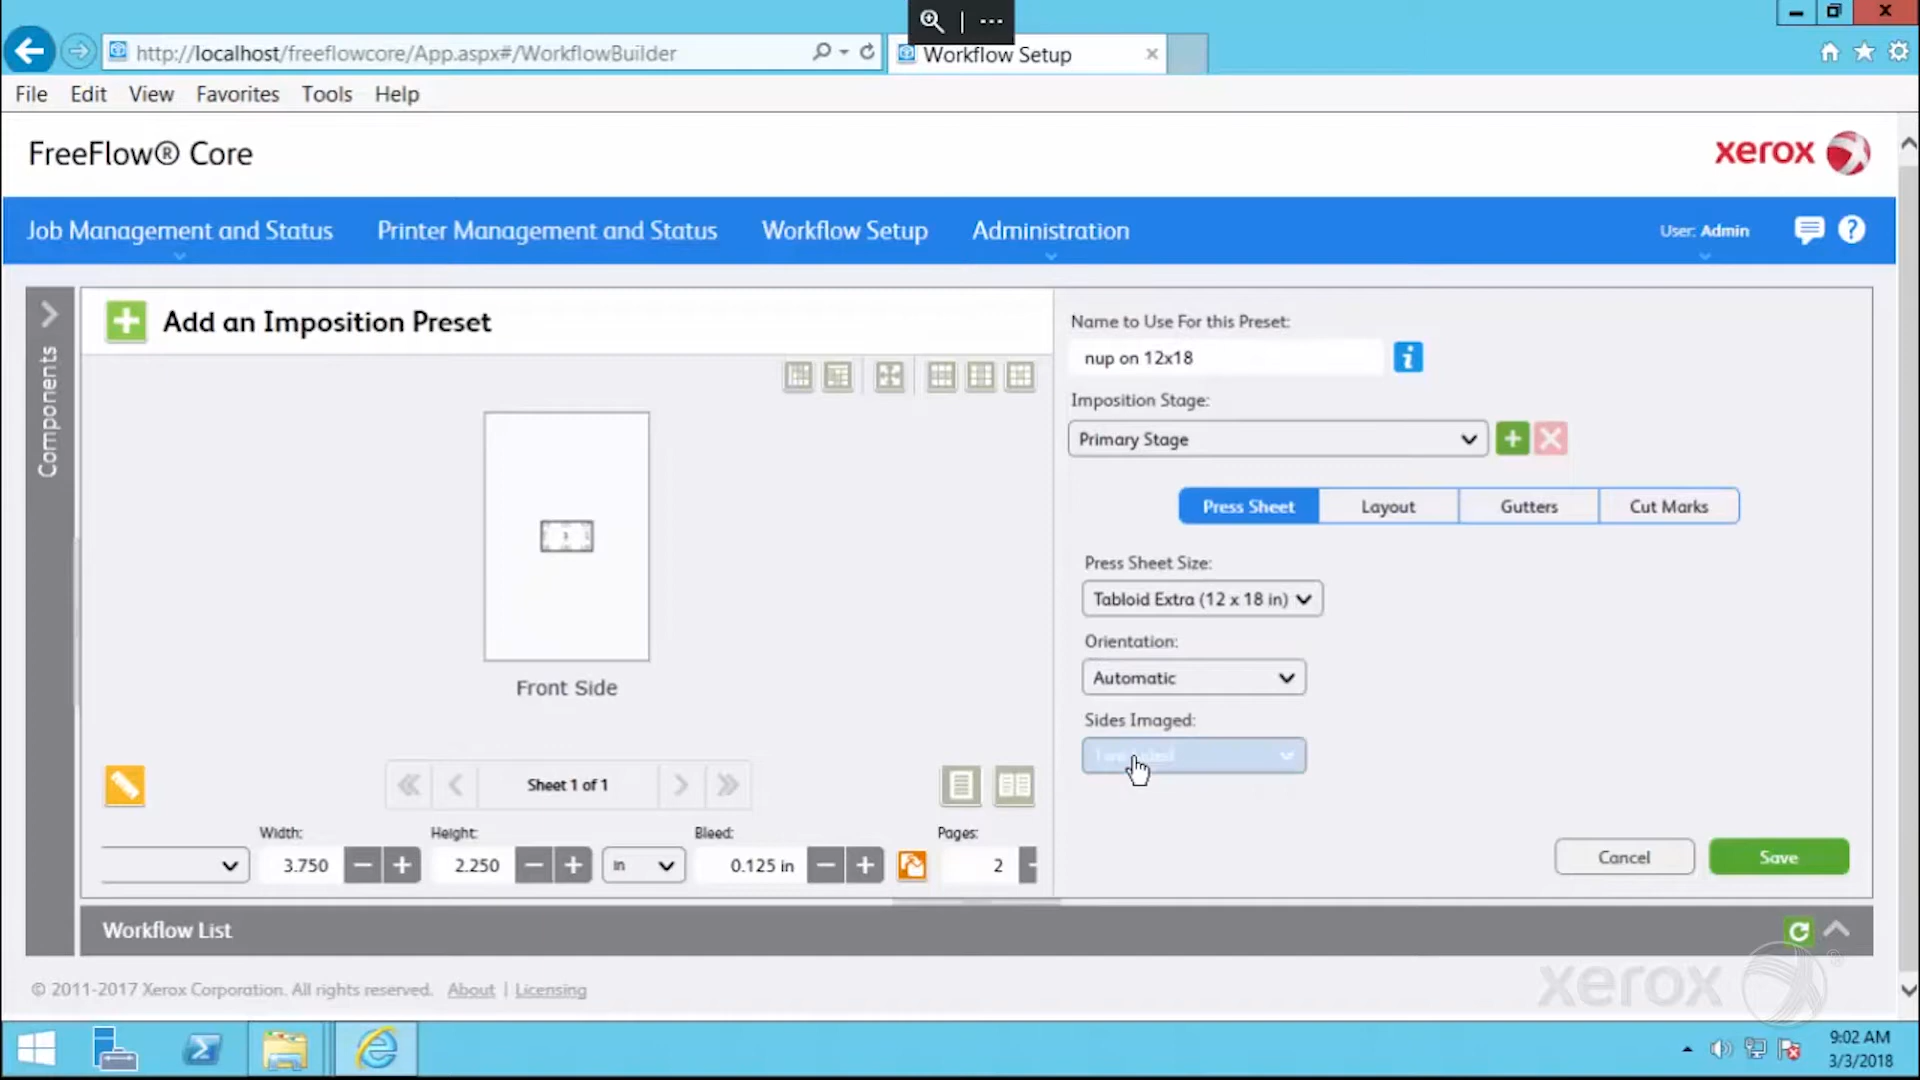 http://localhost/freeflowcore/App.aspx#/WorkflowBuilder
Workflow Setup
File Edit View Favorites Tools Help
FreeFlow® Core
xerox
Job Management and Status Printer Management and Status Workflow Setup Administration
User: Admin
Components
Add an Imposition Preset
Front Side
Sheet 1 of 1
Width: Height: Bleed: Pages:
3.750 2.250 in 0.125 in 2
Name to Use For this Preset:
nup on 12x18
Imposition Stage:
Primary Stage
Press Sheet Layout Gutters Cut Marks
Press Sheet Size:
Tabloid Extra (12 x 18 in)
Orientation:
Automatic
Sides Imaged:
Cancel Save
Workflow List
© 2011-2017 Xerox Corporation. All rights reserved. About | Licensing
xerox ®
9:02 AM
3/3/2018